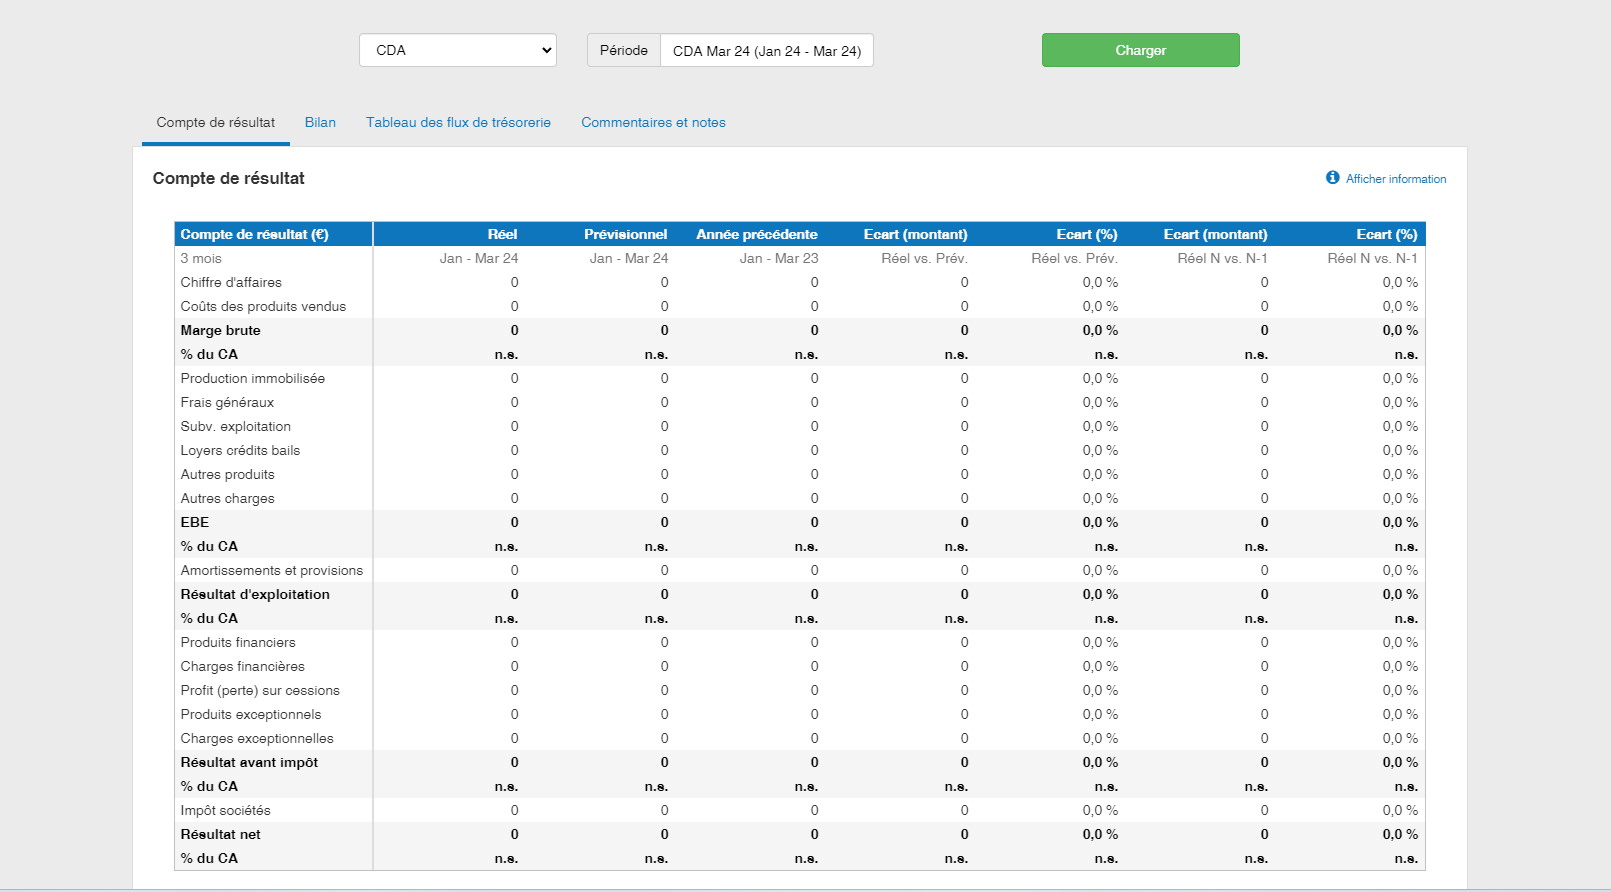 CDA Période CDA Mar 24 (Jan 24 - Mar 24) Charger
Compte de résultat Bilan Tableau des flux de trésorerie Commentaires et notes
Compte de résultat Afficher information
Compte de résultat (€) Réel Prévisionnel Année précédente Ecart (montant) Ecart (%) Ecart (montant) Ecart (%)
3 mois Jan - Mar 24 Jan - Mar 24 Jan - Mar 23 Réel vs. Prév. Réel vs. Prév. Réel N vs. N-1 Réel N vs. N-1
Chiffre d'affaires 0 0 0 0 0,0 % 0 0,0 %
Coûts des produits vendus 0 0 0 0 0,0 % 0 0,0 %
Marge brute 0 0 0 0 0,0 % 0 0,0 %
% du CA n.s. n.s. n.s. n.s. n.s. n.s. n.s.
Production immobilisée 0 0 0 0 0,0 % 0 0,0 %
Frais généraux 0 0 0 0 0,0 % 0 0,0 %
Subv. exploitation 0 0 0 0 0,0 % 0 0,0 %
Loyers crédits bails 0 0 0 0 0,0 % 0 0,0 %
Autres produits 0 0 0 0 0,0 % 0 0,0 %
Autres charges 0 0 0 0 0,0 % 0 0,0 %
EBE 0 0 0 0 0,0 % 0 0,0 %
% du CA n.s. n.s. n.s. n.s. n.s. n.s. n.s.
Amortissements et provisions 0 0 0 0 0,0 % 0 0,0 %
Résultat d'exploitation 0 0 0 0 0,0 % 0 0,0 %
% du CA n.s. n.s. n.s. n.s. n.s. n.s. n.s.
Produits financiers 0 0 0 0 0,0 % 0 0,0 %
Charges financières 0 0 0 0 0,0 % 0 0,0 %
Profit (perte) sur cessions 0 0 0 0 0,0 % 0 0,0 %
Produits exceptionnels 0 0 0 0 0,0 % 0 0,0 %
Charges exceptionnelles 0 0 0 0 0,0 % 0 0,0 %
Résultat avant impôt 0 0 0 0 0,0 % 0 0,0 %
% du CA n.s. n.s. n.s. n.s. n.s. n.s. n.s.
Impôt sociétés 0 0 0 0 0,0 % 0 0,0 %
Résultat net 0 0 0 0 0,0 % 0 0,0 %
% du CA n.s. n.s. n.s. n.s. n.s. n.s. n.s.